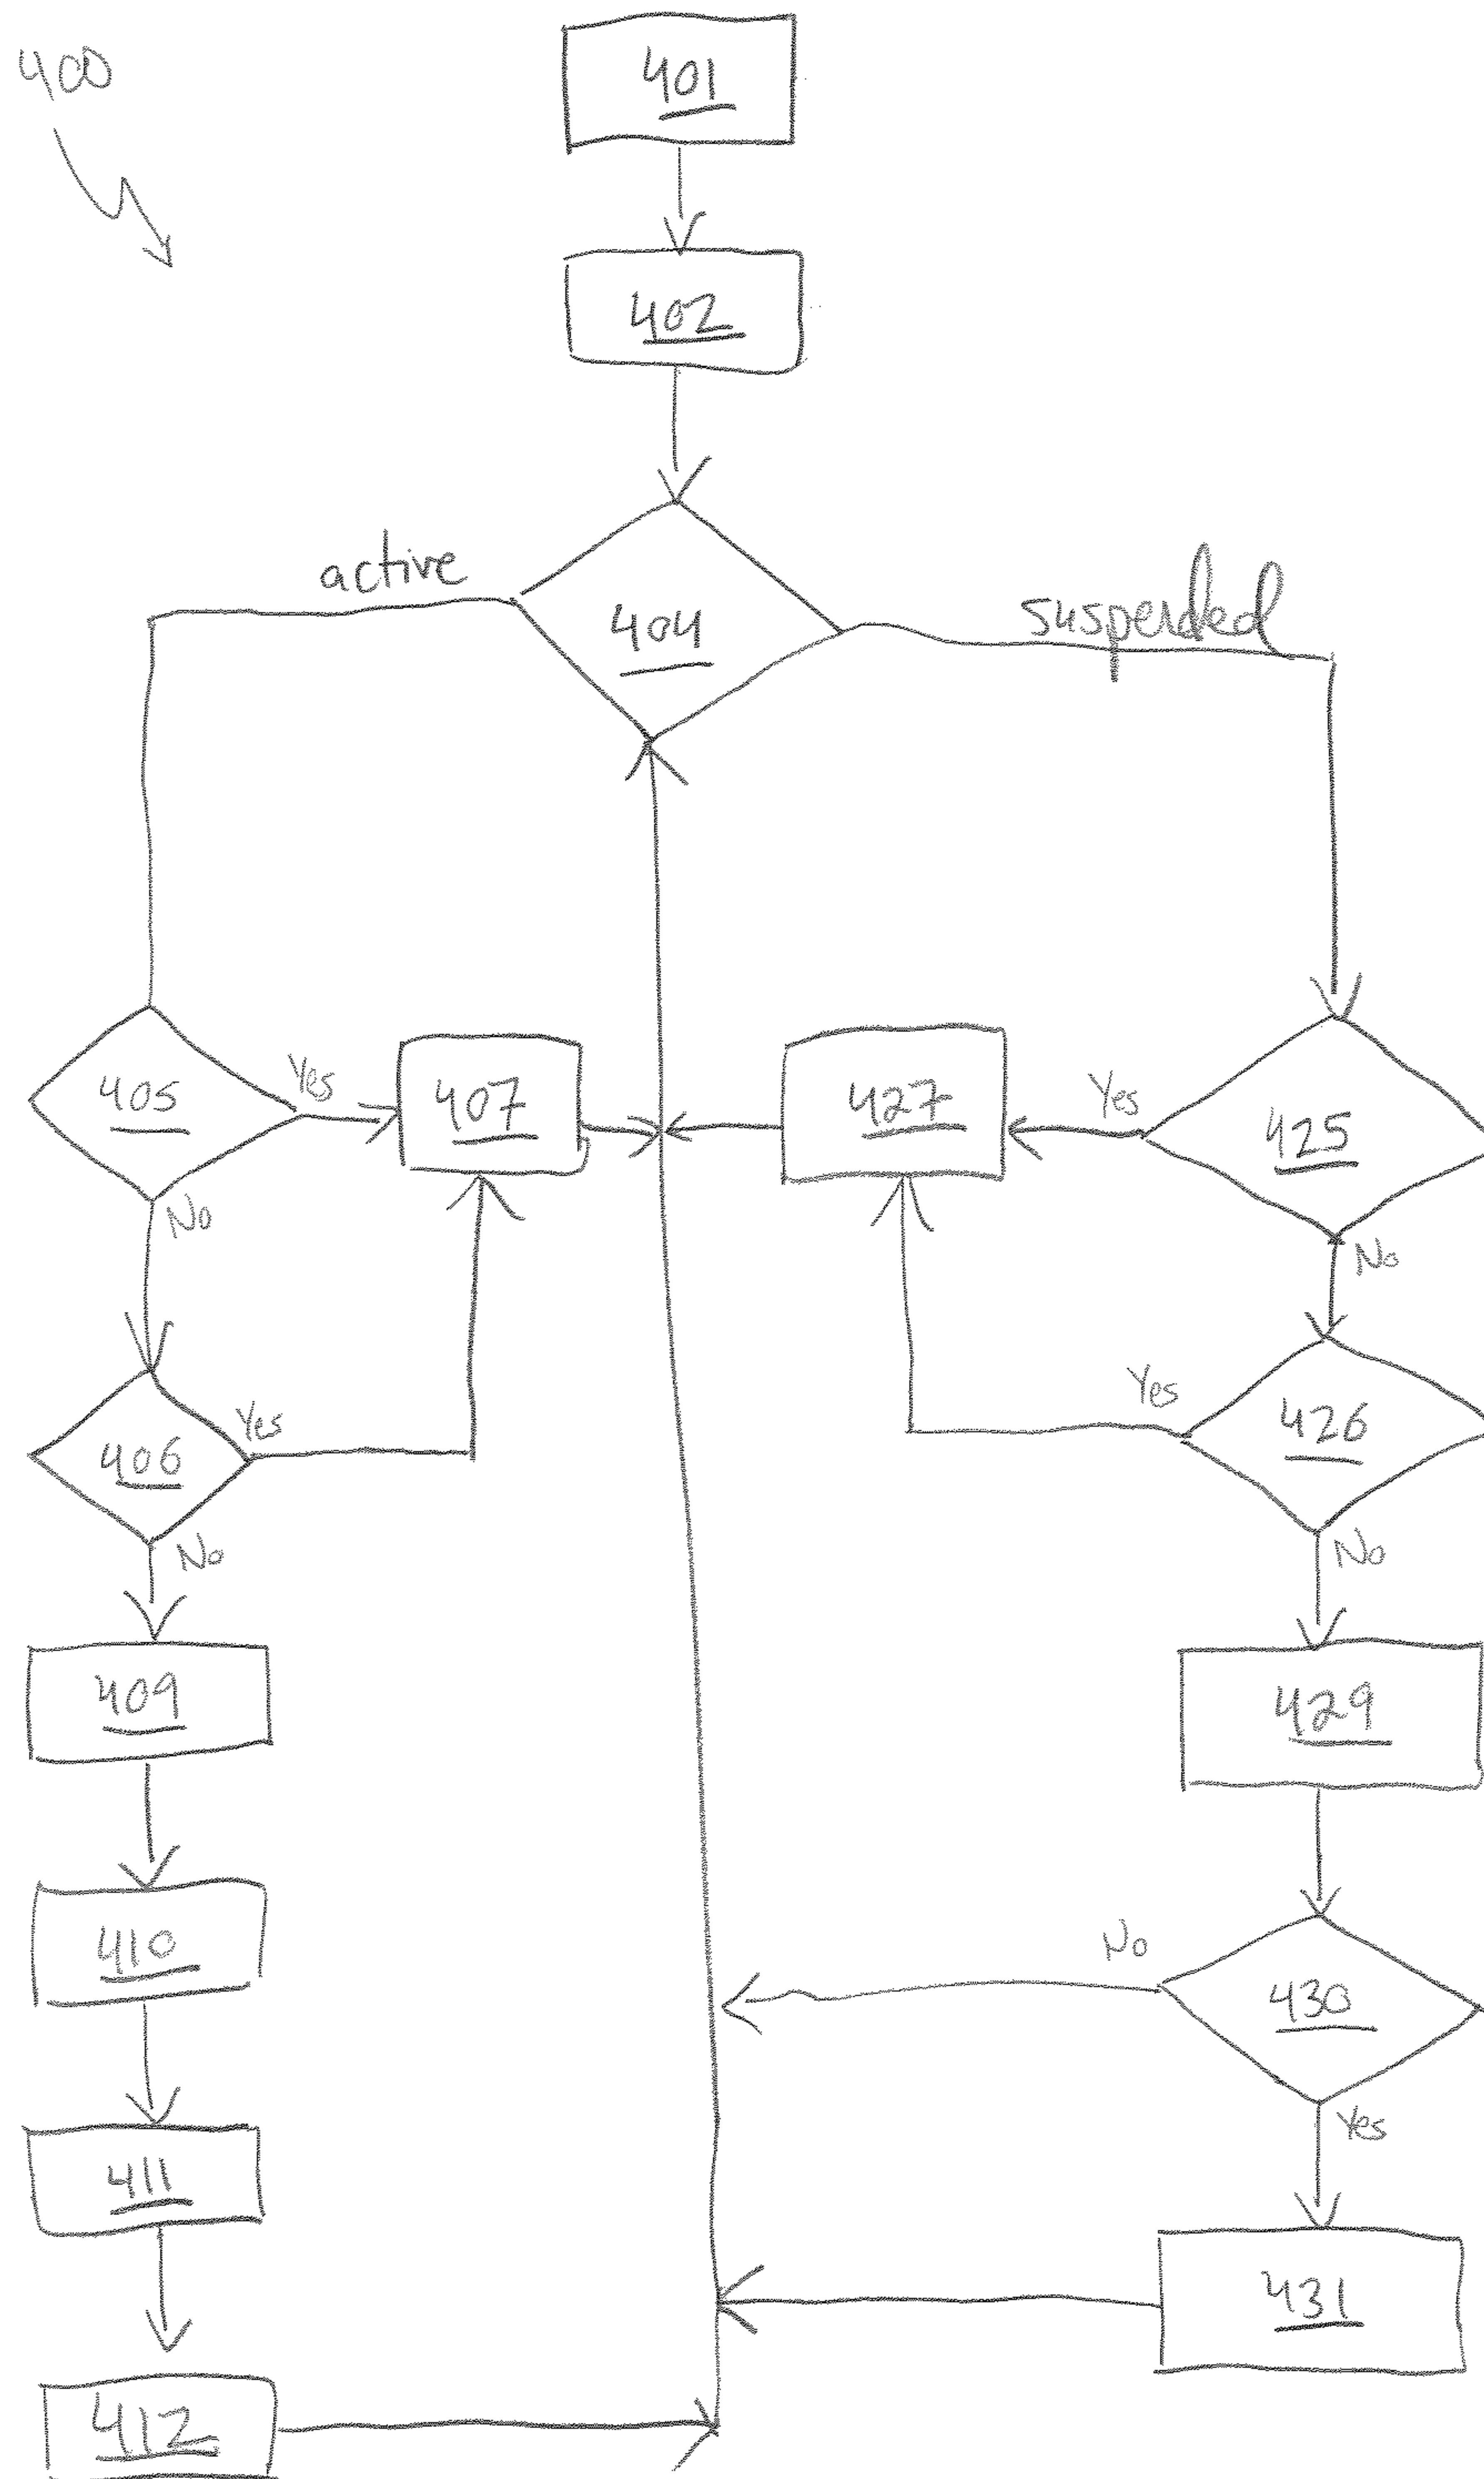 400
401
402
active
404
suspended
405
Yes
407
427
Yes
425
No
No
406
Yes
Yes
426
No
No
409
429
410
No
430
411
Yes
431
412